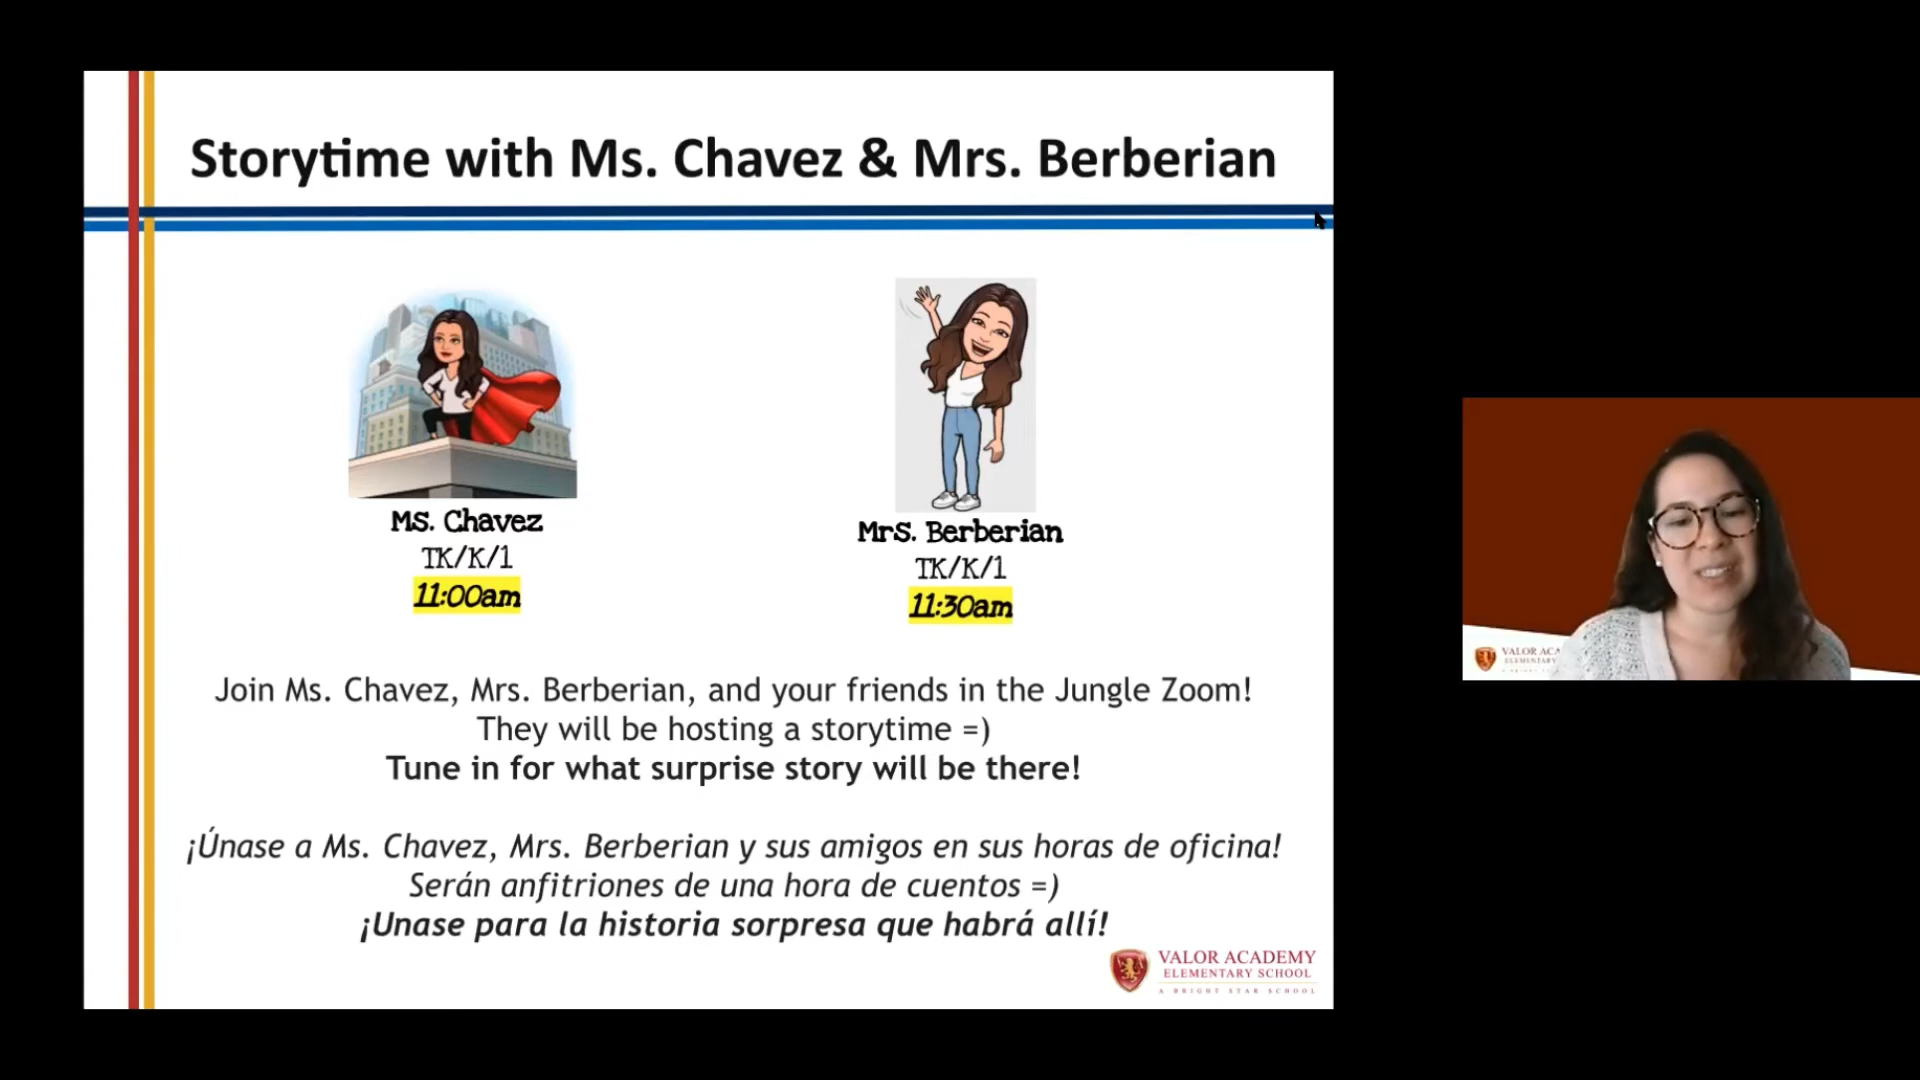 Storytime with Ms. Chavez & Mrs. Berberian
Ms. Chavez
TK/K/1
11:00am
Mrs. Berberian
TK/K/1
11:30am
Join Ms. Chavez, Mrs. Berberian, and your friends in the Jungle Zoom!
They will be hosting a storytime =)
Tune in for what surprise story will be there!
¡Únase a Ms. Chavez, Mrs. Berberian y sus amigos en sus horas de oficina!
Serán anfitriones de una hora de cuentos =)
¡Unase para la historia sorpresa que habrá allí!
VALOR ACADEMY
ELEMENTARY SCHOOL
A BRIGHT STAR SCHOOL
VALOR ACA
ELEMENTARY